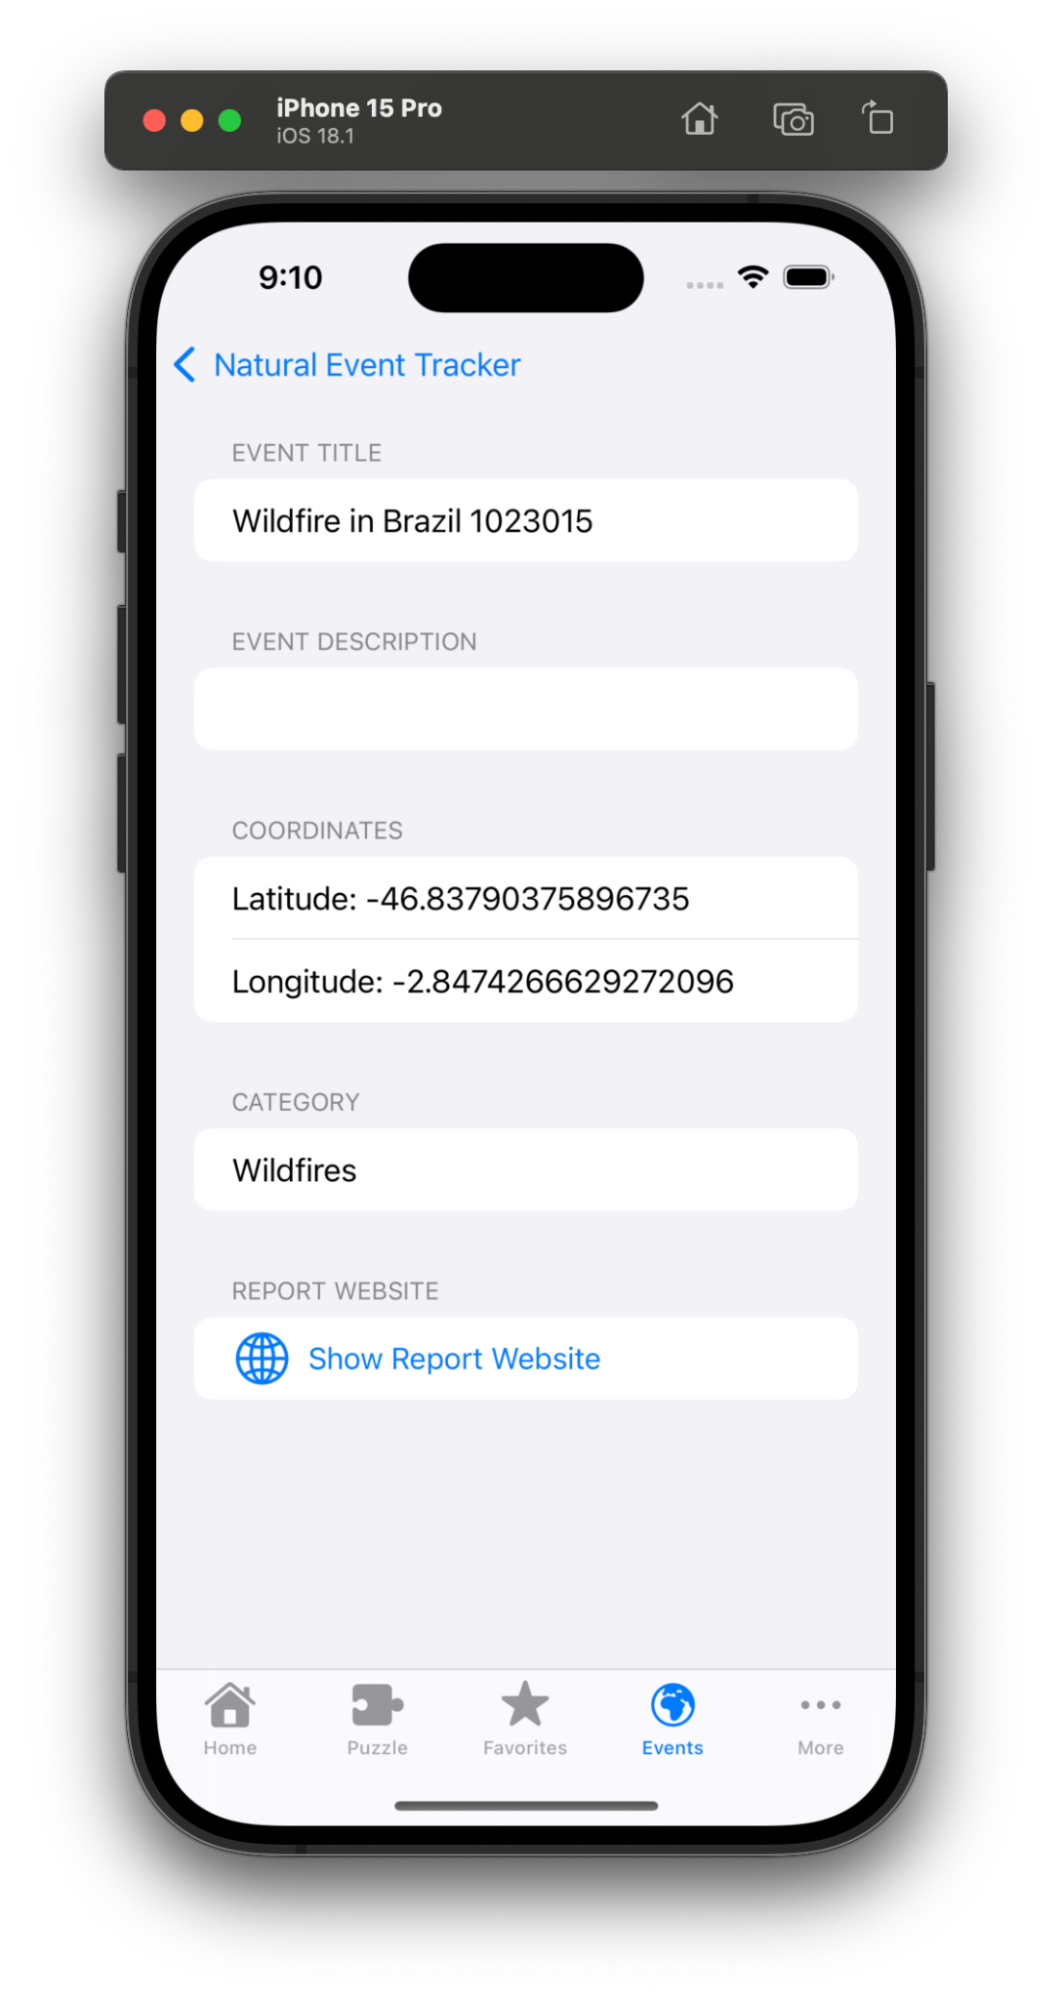 iPhone 15 Pro
iOS 18.1
9:10
Natural Event Tracker
EVENT TITLE
Wildfire in Brazil 1023015
EVENT DESCRIPTION
COORDINATES
Latitude: -46.83790375896735
Longitude: -2.8474266629272096
CATEGORY
Wildfires
REPORT WEBSITE
Show Report Website
Home Puzzle Favorites Events More